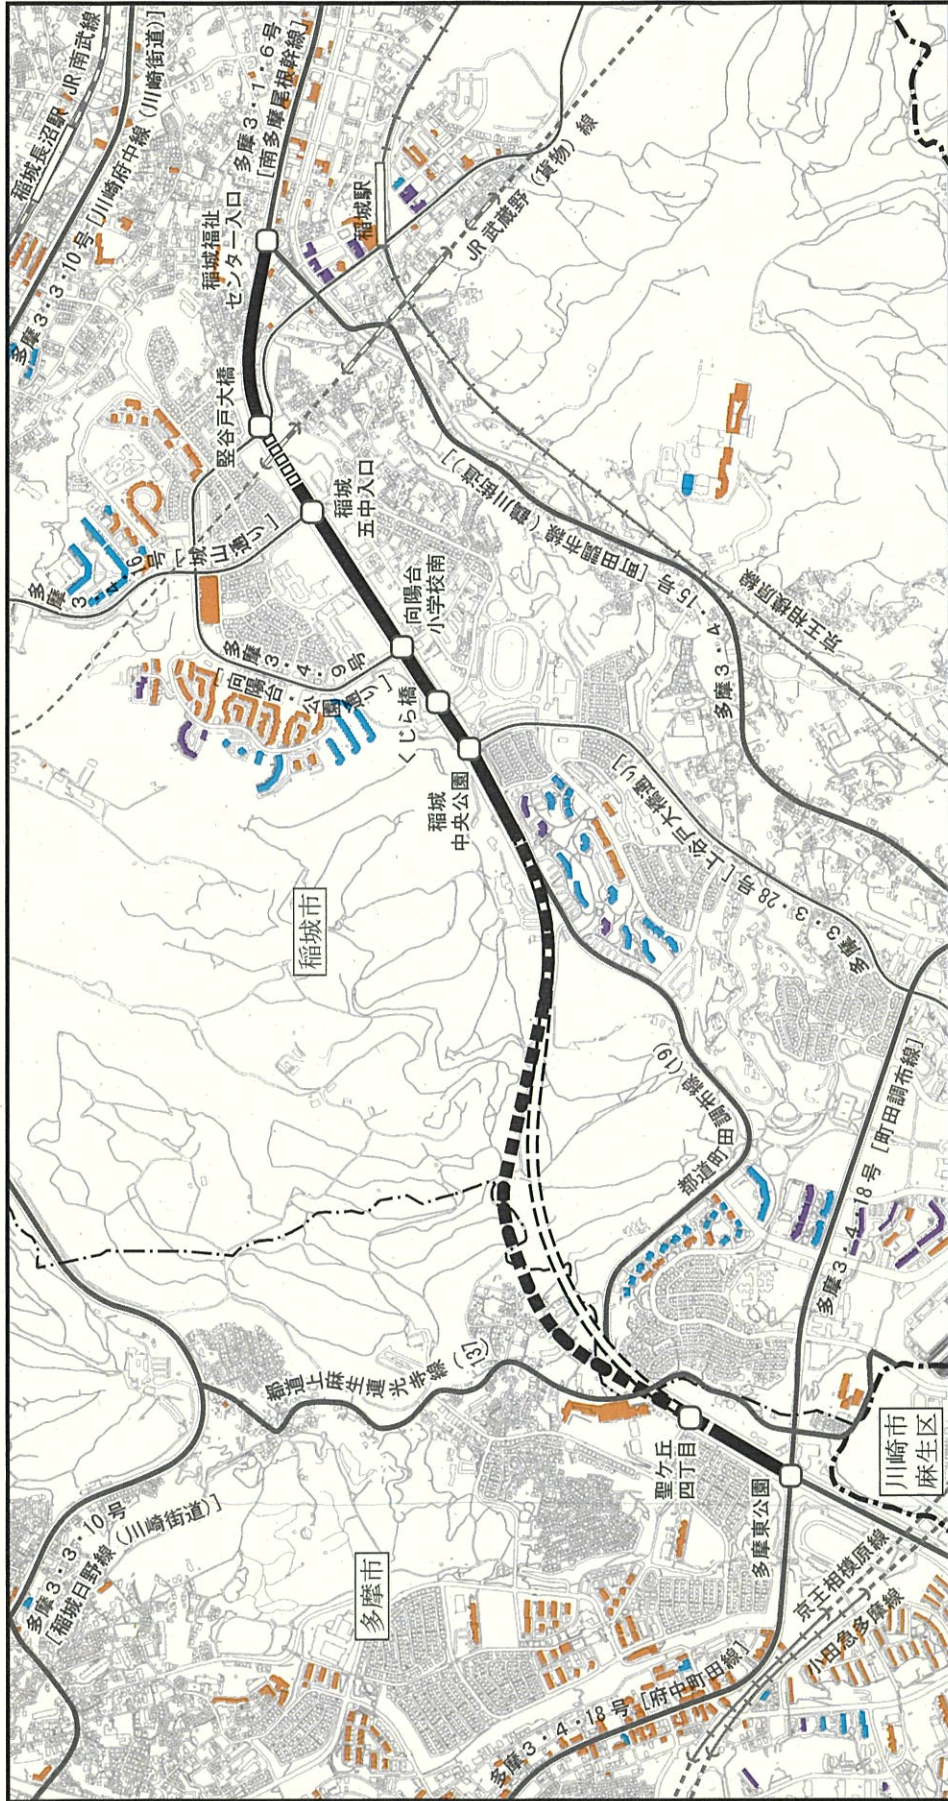 稲城長沼駅
JR南武線
多摩3・3・10号[川崎府中線(川崎街道)]
多摩3・1・6号
[南多摩尾根幹線]
稲城福祉
センター入口
稲城駅
JR武蔵野(貨物)線
竪谷戸大橋
稲城
五中入口
多摩3・4・16号[城山通り]
向陽台
小学校南
多摩3・4・9号
[向陽台・公園通り]
くじら橋
稲城
中央公園
多摩3・4・15号[町田調布線(鶴川街道)]
京王相模原線
多摩3・3・28号[上谷戸大橋通り]
稲城市
都道町田調布線(19)
多摩3・4・18号[町田調布線]
都道上麻生連光寺線(137)
聖ケ丘
四丁目
多摩東公園
川崎市
麻生区
多摩3・3・10号
[稲城日野線(川崎街道)]
多摩市
多摩3・4・18号[府中町田線]
京王相模原線
小田急多摩線